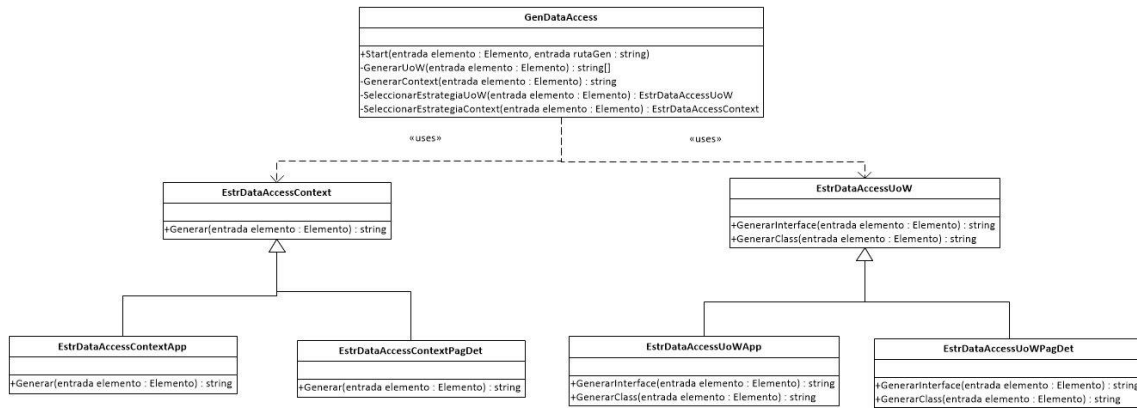 GenDataAccess
+Start(entrada elemento : Elemento, entrada rutaGen : string)
-GenerarUoW(entrada elemento : Elemento) : string[]
-GenerarContext(entrada elemento : Elemento) : string
-SeleccionarEstrategiaUoW(entrada elemento : Elemento) : EstrDataAccessUoW
-SeleccionarEstrategiaContext(entrada elemento : Elemento) : EstrDataAccessContext
«uses»
«uses»
EstrDataAccessContext
+Generar(entrada elemento : Elemento) : string
EstrDataAccessUoW
+GenerarInterface(entrada elemento : Elemento) : string
+GenerarClass(entrada elemento : Elemento) : string
EstrDataAccessContextApp
+Generar(entrada elemento : Elemento) : string
EstrDataAccessContextPagDet
+Generar(entrada elemento : Elemento) : string
EstrDataAccessUoWApp
+GenerarInterface(entrada elemento : Elemento) : string
+GenerarClass(entrada elemento : Elemento) : string
EstrDataAccessUoWPagDet
+GenerarInterface(entrada elemento : Elemento) : string
+GenerarClass(entrada elemento : Elemento) : string